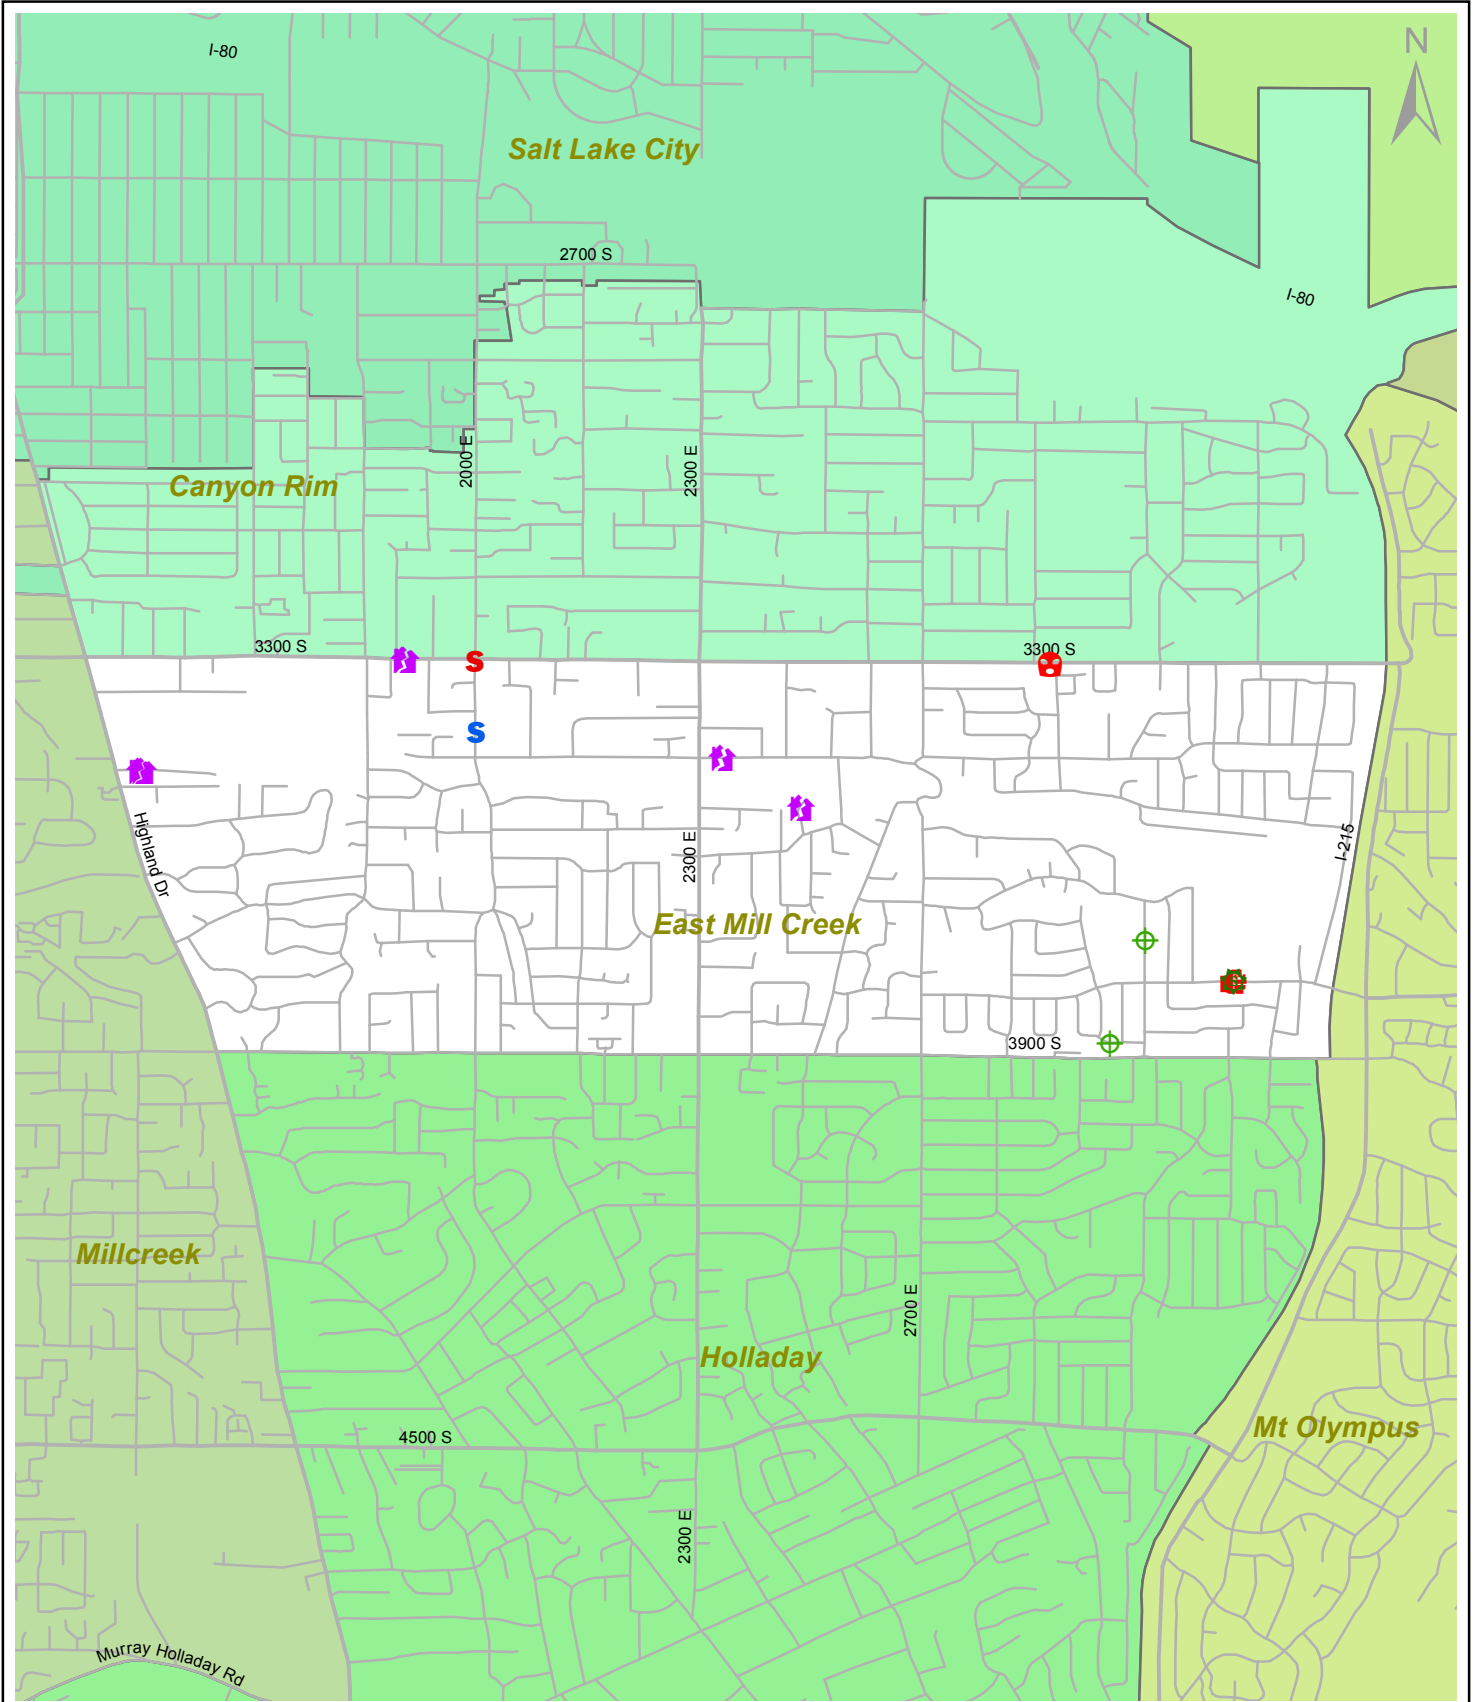 I-80
N
Salt Lake City
2700 S
I-80
2000 E
2300 E
Canyon Rim
3300 S
3300 S
S
S
Highland Dr
2300 E
I-215
East Mill Creek
3900 S
Millcreek
2700 E
Holladay
Mt Olympus
4500 S
2300 E
Murray Holladay Rd